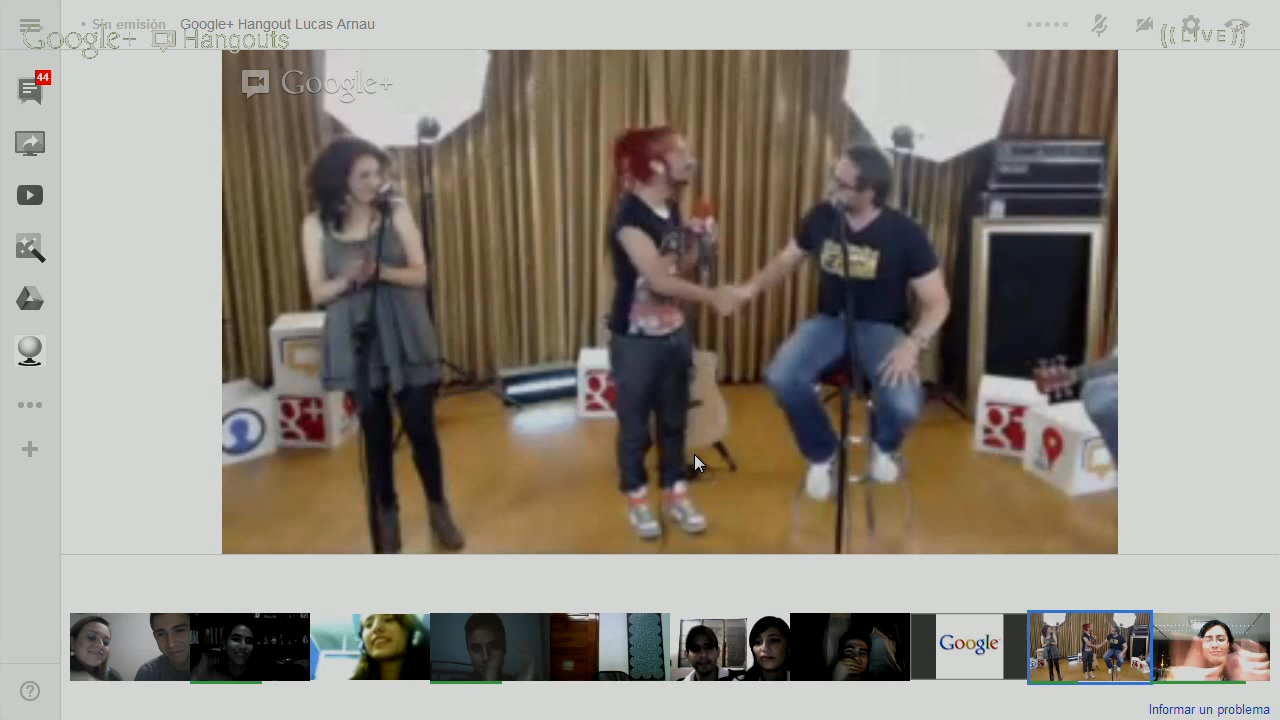 • Sin emisión Google+ Hangout Lucas Arnau
Google+ Hangouts
((LIVE))
44
Google+
g+
g+
g+
Google
Informar un problema